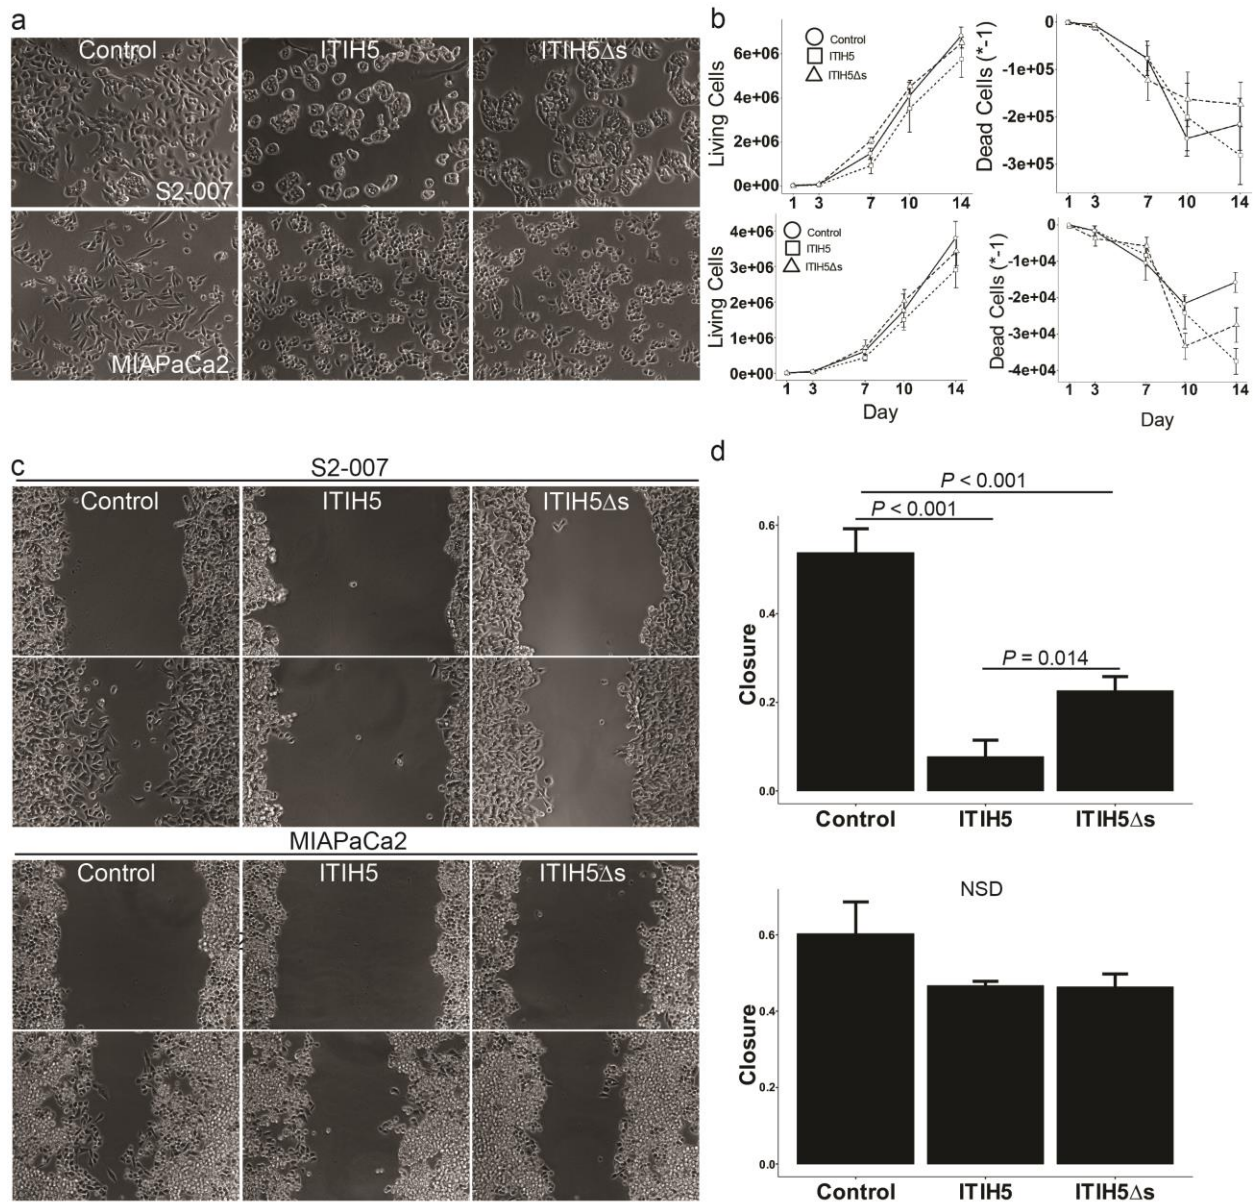 a
Control ITIH5 ITIH5Δs
S2-007
MIAPaCa2
b
Living Cells
6e+06
4e+06
2e+06
0e+00
Control
ITIH5
ITIH5Δs
1 3 7 10 14
Dead Cells (*-1)
0
-1e+05
-2e+05
-3e+05
1 3 7 10 14
Living Cells
4e+06
3e+06
2e+06
1e+06
0e+00
Control
ITIH5
ITIH5Δs
1 3 7 10 14
Day
Dead Cells (*-1)
0
-1e+04
-2e+04
-3e+04
-4e+04
1 3 7 10 14
Day
c
S2-007
Control ITIH5 ITIH5Δs
MIAPaCa2
Control ITIH5 ITIH5Δs
d
P < 0.001
P < 0.001
P = 0.014
Closure
0.6
0.4
0.2
0.0
Control ITIH5 ITIH5Δs
NSD
Closure
0.6
0.4
0.2
0.0
Control ITIH5 ITIH5Δs